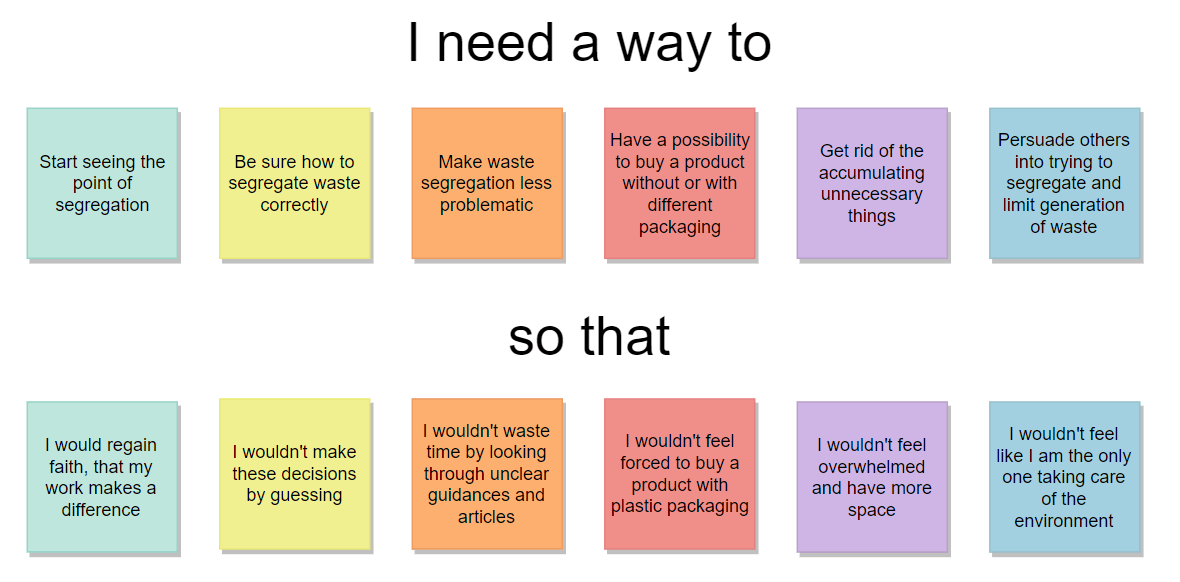 I need a way to
Start seeing the
point of
segregation
Be sure how to
segregate waste
correctly
Make waste
segregation less
problematic
Have a possibility
to buy a product
without or with
different
packaging
Get rid of the
accumulating
unnecessary
things
Persuade others
into trying to
segregate and
limit generation
of waste
so that
I would regain
faith, that my
work makes a
difference
I wouldn't make
these decisions
by guessing
I wouldn't waste
time by looking
through unclear
guidances and
articles
I wouldn't feel
forced to buy a
product with
plastic packaging
I wouldn't feel
overwhelmed
and have more
space
I wouldn't feel
like I am the only
one taking care
of the
environment